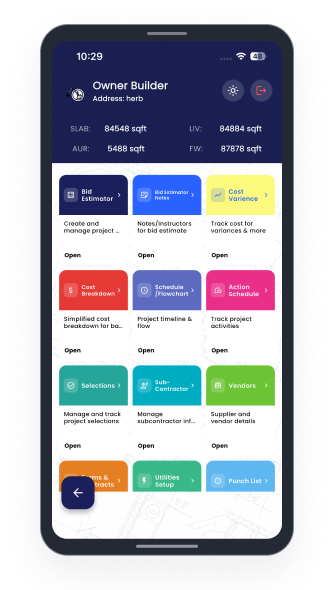 10:29
48
Owner Builder
Address: herb
SLAB: 84548 sqft LIV: 84884 sqft
AUR: 5488 sqft FW: 87878 sqft
Bid
Estimator
Bid Estimator
Notes
Cost
Varience
Create and
manage project ..
Notes/Instructors
for bid estimate
Track cost for
variances & more
Open
Open
Open
Cost
Breakdown
Schedule
/Flowchart
Action
Schedule
Simplified cost
breakdown for ba...
Project timeline &
flow
Track project
activities
Open
Open
Open
Selections
Sub-
Contractor
Vendors
Manage and track
project selections
Manage
subcontractor inf...
Supplier and
vendor details
Open
Open
Open
Utilities
Setup
Punch List